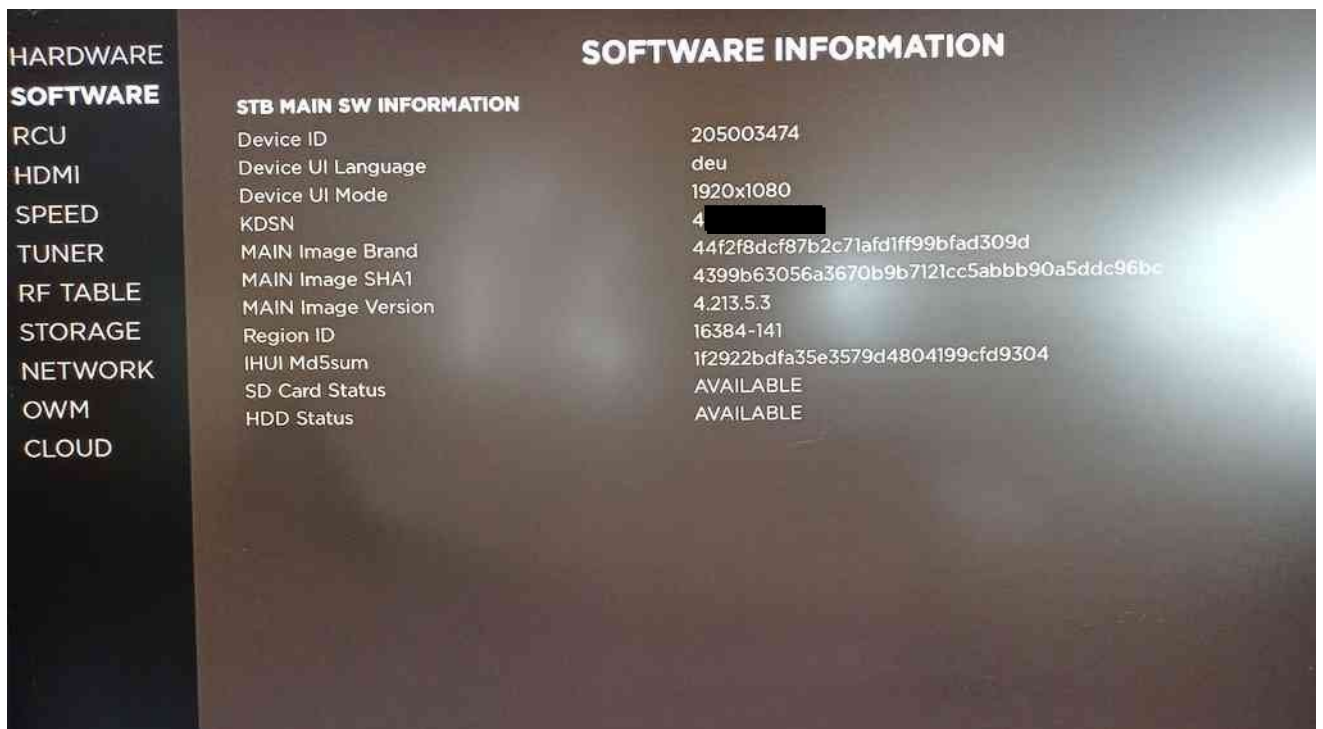 SOFTWARE INFORMATION
HARDWARE
SOFTWARE
RCU
HDMI
SPEED
TUNER
RF TABLE
STORAGE
NETWORK
OWM
CLOUD
STB MAIN SW INFORMATION
Device ID 205003474
Device UI Language deu
Device UI Mode 1920x1080
KDSN 4
MAIN Image Brand 44f2f8dcf87b2c71afd1ff99bfad309d
MAIN Image SHA1 4399b63056a3670b9b7121cc5abbb90a5ddc96bc
MAIN Image Version 4.213.5.3
Region ID 16384-141
IHUI Md5sum 1f2922bdfa35e3579d4804199cfd9304
SD Card Status AVAILABLE
HDD Status AVAILABLE